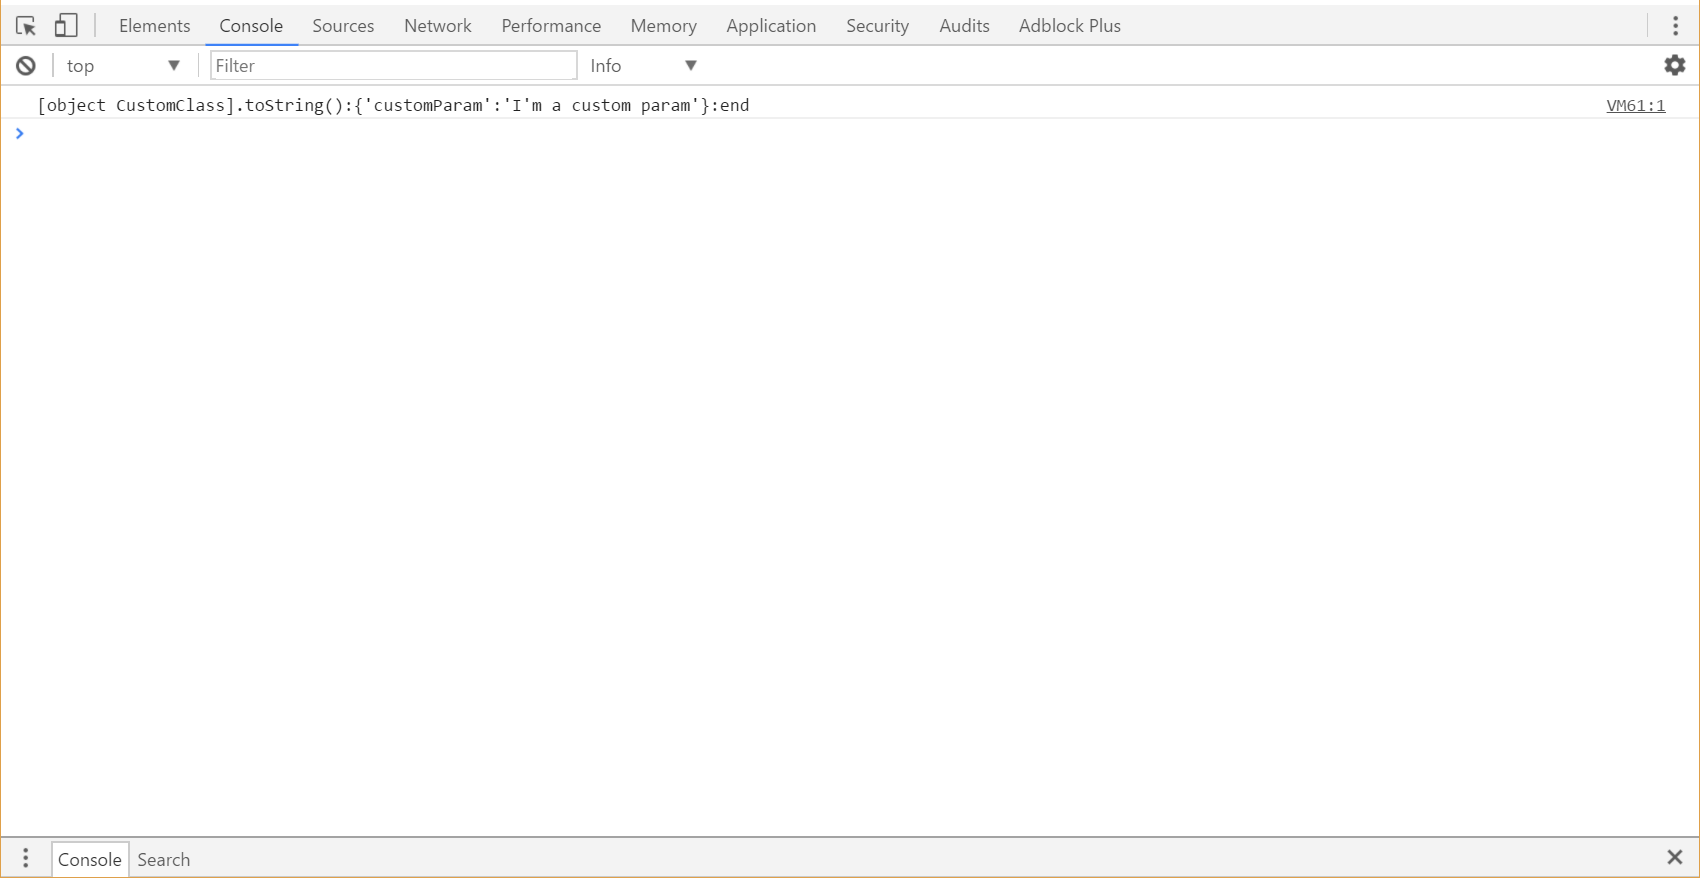 Elements Console Sources Network Performance Memory Application Security Audits Adblock Plus
top Filter Info
[object CustomClass].toString():{'customParam':'I'm a custom param'}:end VM61:1
Console Search